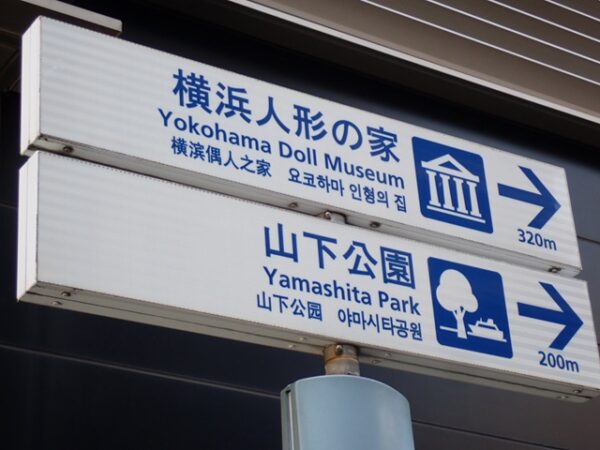 横浜人形の家
Yokohama Doll Museum
横滨偶人之家 요코하마 인형의 집
320m
山下公園
Yamashita Park
山下公园 야마시타공원
200m